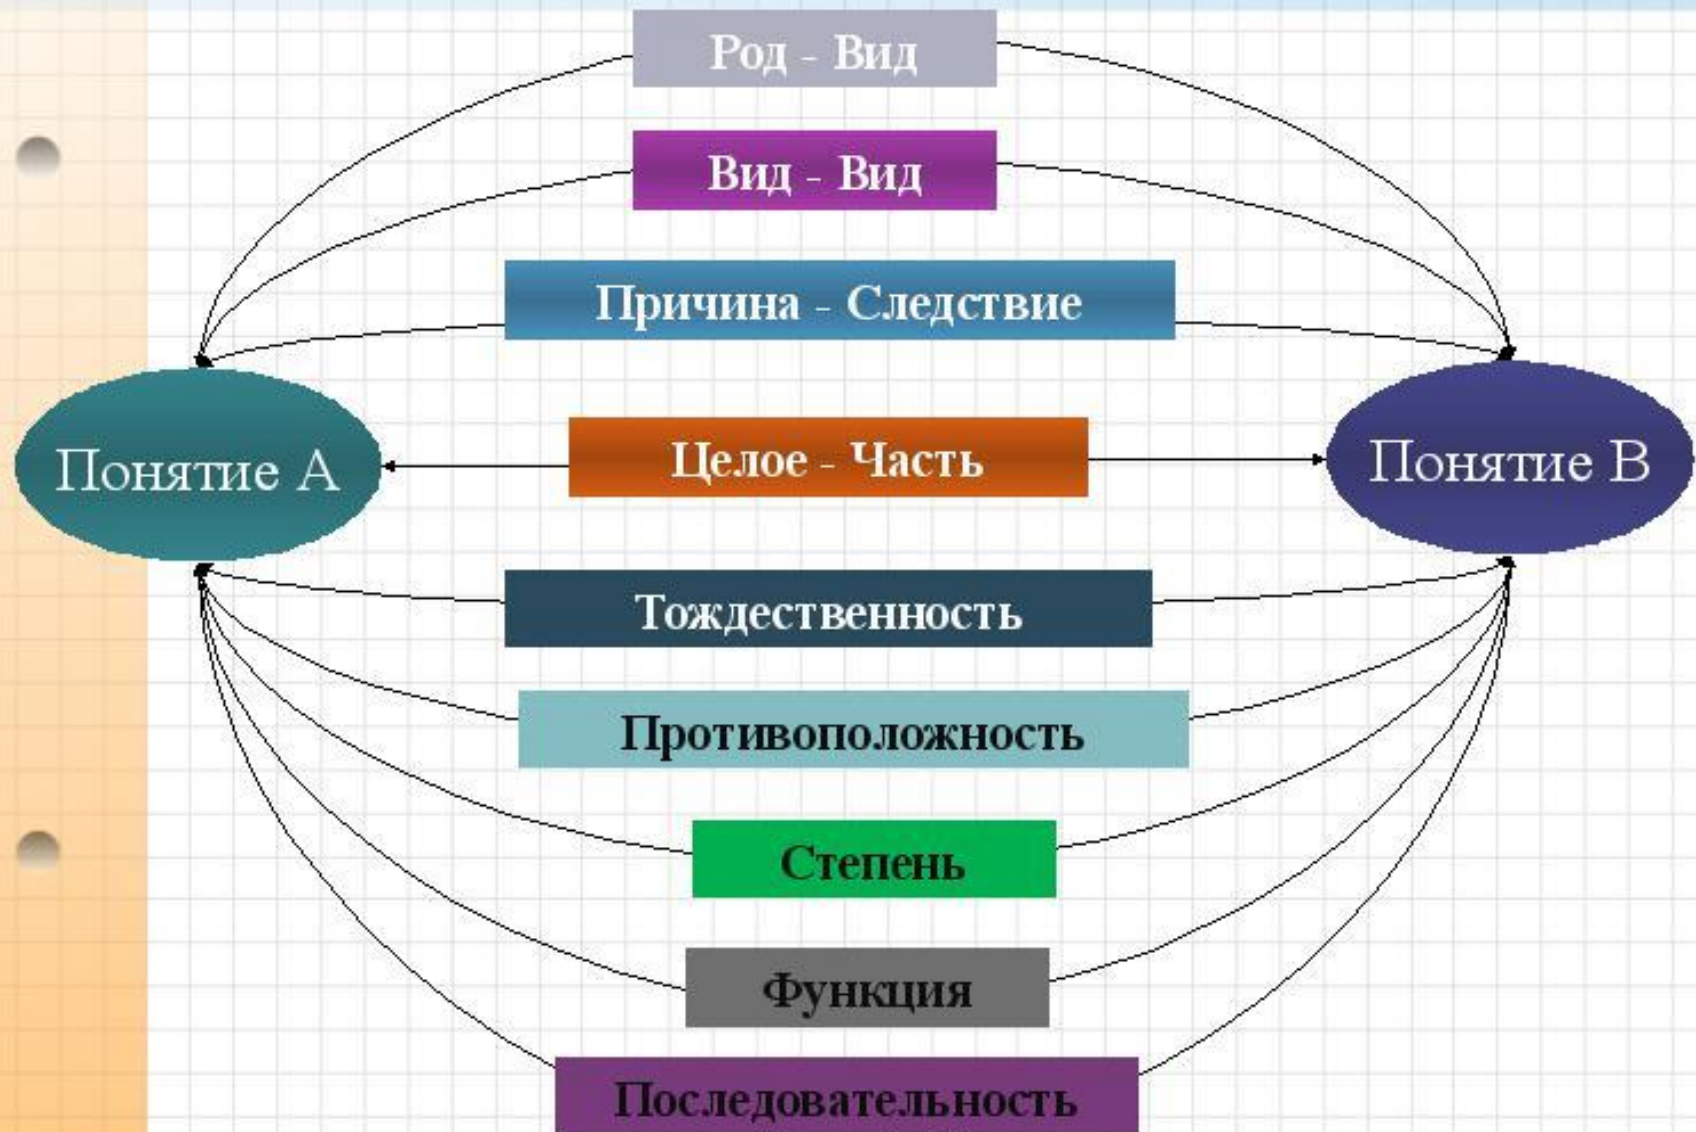 Род - Вид
Вид - Вид
Причина - Следствие
Понятие А
Целое - Часть
Понятие В
Тождественность
Противоположность
Степень
Функция
Последовательность